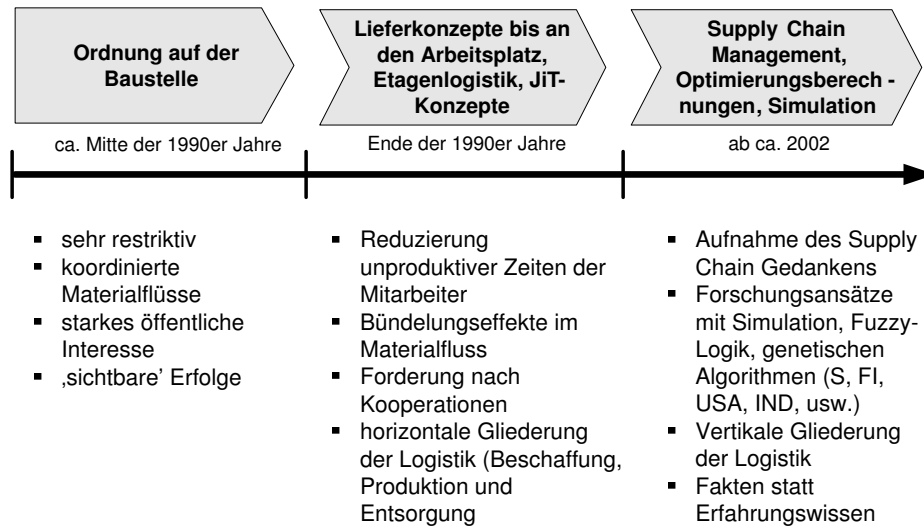 Ordnung auf der
Baustelle
Lieferkonzepte bis an
den Arbeitsplatz,
Etagenlogistik, JiT-
Konzepte
Supply Chain
Management,
Optimierungsberech -
nungen, Simulation
ca. Mitte der 1990er Jahre
Ende der 1990er Jahre
ab ca. 2002
▪ sehr restriktiv
▪ koordinierte
Materialflüsse
▪ starkes öffentliche
Interesse
▪ ‚sichtbare’ Erfolge
▪ Reduzierung
unproduktiver Zeiten der
Mitarbeiter
▪ Bündelungseffekte im
Materialfluss
▪ Forderung nach
Kooperationen
▪ horizontale Gliederung
der Logistik (Beschaffung,
Produktion und
Entsorgung
▪ Aufnahme des Supply
Chain Gedankens
▪ Forschungsansätze
mit Simulation, Fuzzy-
Logik, genetischen
Algorithmen (S, FI,
USA, IND, usw.)
▪ Vertikale Gliederung
der Logistik
▪ Fakten statt
Erfahrungswissen